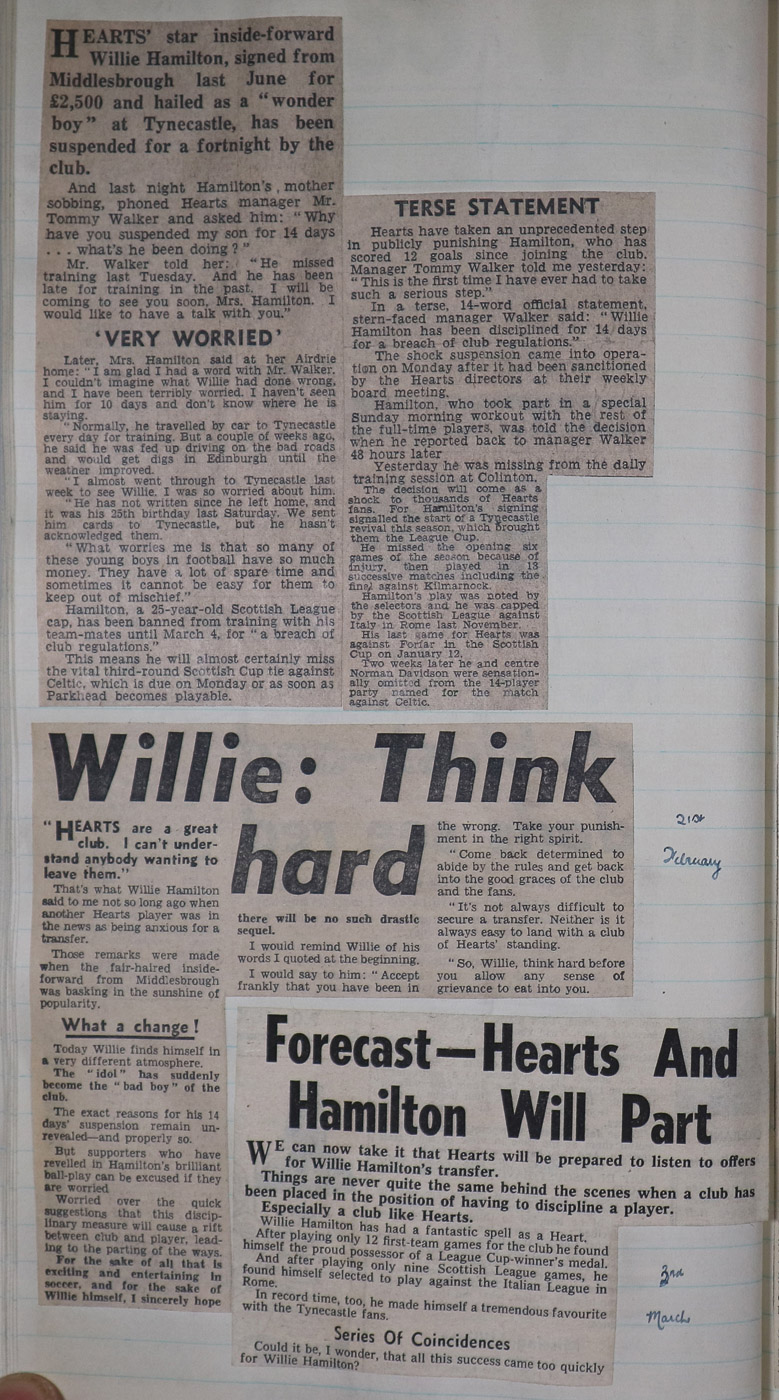 HEARTS' star inside-forward
Willie Hamilton, signed from
Middlesbrough last June for
£2,500 and hailed as a "wonder
boy" at Tynecastle, has been
suspended for a fortnight by the
club.
And last night Hamilton's, mother
sobbing, phoned Hearts manager Mr.
Tommy Walker and asked him: "Why
have you suspended my son for 14 days
. . . what's he been doing?"
Mr. Walker told her: "He missed
training last Tuesday. And he has been
late for training in the past. I will be
coming to see you soon, Mrs. Hamilton. I
would like to have a talk with you."
'VERY WORRIED'
Later, Mrs. Hamilton said at her Airdrie
home: "I am glad I had a word with Mr. Walker.
I couldn't imagine what Willie had done wrong,
and I have been terribly worried. I haven't seen
him for 10 days and don't know where he is
staying.
"Normally, he travelled by car to Tynecastle
every day for training. But a couple of weeks ago,
he said he was fed up driving on the bad roads
and would get digs in Edinburgh until the
weather improved.
"I almost went through to Tynecastle last
week to see Willie. I was so worried about him.
"He has not written since he left home, and
it was his 25th birthday last Saturday. We sent
him cards to Tynecastle, but he hasn't
acknowledged them.
"What worries me is that so many of
these young boys in football have so much
money. They have a lot of spare time and
sometimes it cannot be easy for them to
keep out of mischief."
Hamilton, a 25-year-old Scottish League
cap, has been banned from training with his
team-mates until March 4, for "a breach of
club regulations."
This means he will almost certainly miss
the vital third-round Scottish Cup tie against
Celtic, which is due on Monday or as soon as
Parkhead becomes playable.
TERSE STATEMENT
Hearts have taken an unprecedented step
in publicly punishing Hamilton, who has
scored 12 goals since joining the club.
Manager Tommy Walker told me yesterday:
"This is the first time I have ever had to take
such a serious step."
In a terse, 14-word official statement,
stern-faced manager Walker said: "Willie
Hamilton has been disciplined for 14 days
for a breach of club regulations."
The shock suspension came into opera-
tion on Monday after it had been sanctioned
by the Hearts directors at their weekly
board meeting.
Hamilton, who took part in a special
Sunday morning workout with the rest of
the full-time players, was told the decision
when he reported back to manager Walker
48 hours later
Yesterday he was missing from the daily
training session at Colinton.
The decision will come as a
shock to thousands of Hearts
fans. For Hamilton's signing
signalled the start of a Tynecastle
revival this season, which brought
them the League Cup.
He missed the opening six
games of the season because of
injury, then played in 13
successive matches including the
final against Kilmarnock.
Hamilton's play was noted by
the selectors and he was capped
by the Scottish League against
Italy in Rome last November.
His last game for Hearts was
against Forfar in the Scottish
Cup on January 12.
Two weeks later he and centre
Norman Davidson were sensation-
ally omitted from the 14-player
party named for the match
against Celtic.
Willie: Think
hard
"HEARTS are a great
club. I can't under-
stand anybody wanting to
leave them."
That's what Willie Hamilton
said to me not so long ago when
another Hearts player was in
the news as being anxious for a
transfer.
Those remarks were made
when the fair-haired inside-
forward from Middlesbrough
was basking in the sunshine of
popularity.
What a change!
Today Willie finds himself in
a very different atmosphere.
The "idol" has suddenly
become the "bad boy" of the
club.
The exact reasons for his 14
days' suspension remain un-
revealed—and properly so.
But supporters who have
revelled in Hamilton's brilliant
ball-play can be excused if they
are worried
Worried over the quick
suggestions that this discip-
linary measure will cause a rift
between club and player, lead-
ing to the parting of the ways.
For the sake of all that is
exciting and entertaining in
soccer, and for the sake of
Willie himself, I sincerely hope
there will be no such drastic
sequel.
I would remind Willie of his
words I quoted at the beginning.
I would say to him: "Accept
frankly that you have been in
the wrong. Take your punish-
ment in the right spirit.
"Come back determined to
abide by the rules and get back
into the good graces of the club
and the fans.
"It's not always difficult to
secure a transfer. Neither is it
always easy to land with a club
of Hearts' standing.
"So, Willie, think hard before
you allow any sense of
grievance to eat into you.
21st
February
Forecast—Hearts And
Hamilton Will Part
WE can now take it that Hearts will be prepared to listen to offers
for Willie Hamilton's transfer.
Things are never quite the same behind the scenes when a club has
been placed in the position of having to discipline a player.
Especially a club like Hearts.
Willie Hamilton has had a fantastic spell as a Heart.
After playing only 12 first-team games for the club he found
himself the proud possessor of a League Cup-winner's medal.
And after playing only nine Scottish League games, he
found himself selected to play against the Italian League in
Rome.
In record time, too, he made himself a tremendous favourite
with the Tynecastle fans.
Series Of Coincidences
Could it be, I wonder, that all this success came too quickly
for Willie Hamilton?
3rd
March